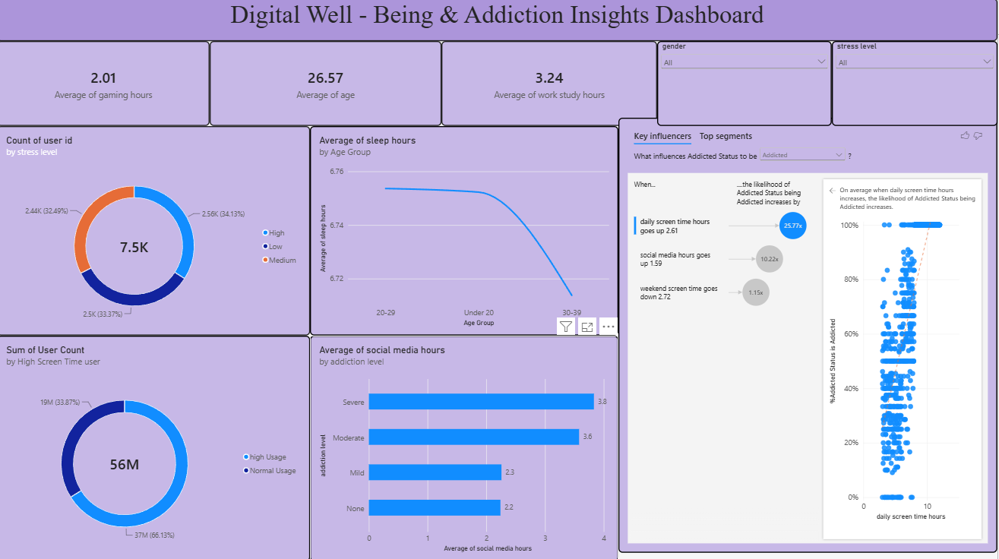 Digital Well - Being & Addiction Insights Dashboard
2.01
Average of gaming hours
26.57
Average of age
3.24
Average of work study hours
gender
All
stress level
All
Count of user id
by stress level
2.44K (32.49%)
2.56K (34.13%)
7.5K
2.5K (33.37%)
High
Low
Medium
Average of sleep hours
by Age Group
Average of sleep hours
6.76
6.74
6.72
20-29
Under 20
30-39
Age Group
Key influencers
Top segments
What influences Addicted Status to be
Addicted
?
When...
....the likelihood of
Addicted Status being
Addicted increases by
daily screen time hours
goes up 2.61
25.77x
social media hours goes
up 1.59
10.22x
weekend screen time goes
down 2.72
1.15x
On average when daily screen time hours
increases, the likelihood of Addicted Status being
Addicted increases.
%Addicted Status is Addicted
100%
80%
60%
40%
20%
0%
0
10
daily screen time hours
Sum of User Count
by High Screen Time user
19M (33.87%)
56M
37M (66.13%)
high Usage
Normal Usage
Average of social media hours
by addiction level
addiction level
Severe
3.8
Moderate
3.6
Mild
2.3
None
2.2
0
1
2
3
4
Average of social media hours